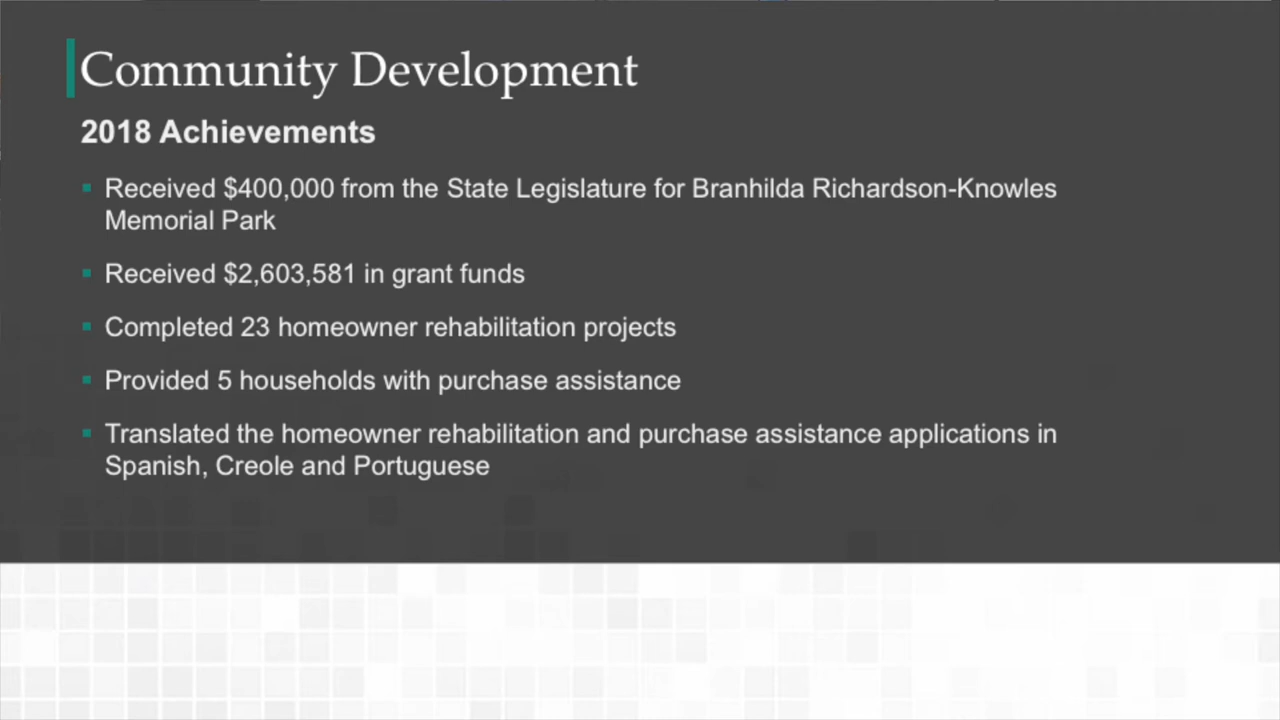 Community Development
2018 Achievements
Received $400,000 from the State Legislature for Branhilda Richardson-Knowles
Memorial Park
Received $2,603,581 in grant funds
Completed 23 homeowner rehabilitation projects
Provided 5 households with purchase assistance
Translated the homeowner rehabilitation and purchase assistance applications in
Spanish, Creole and Portuguese